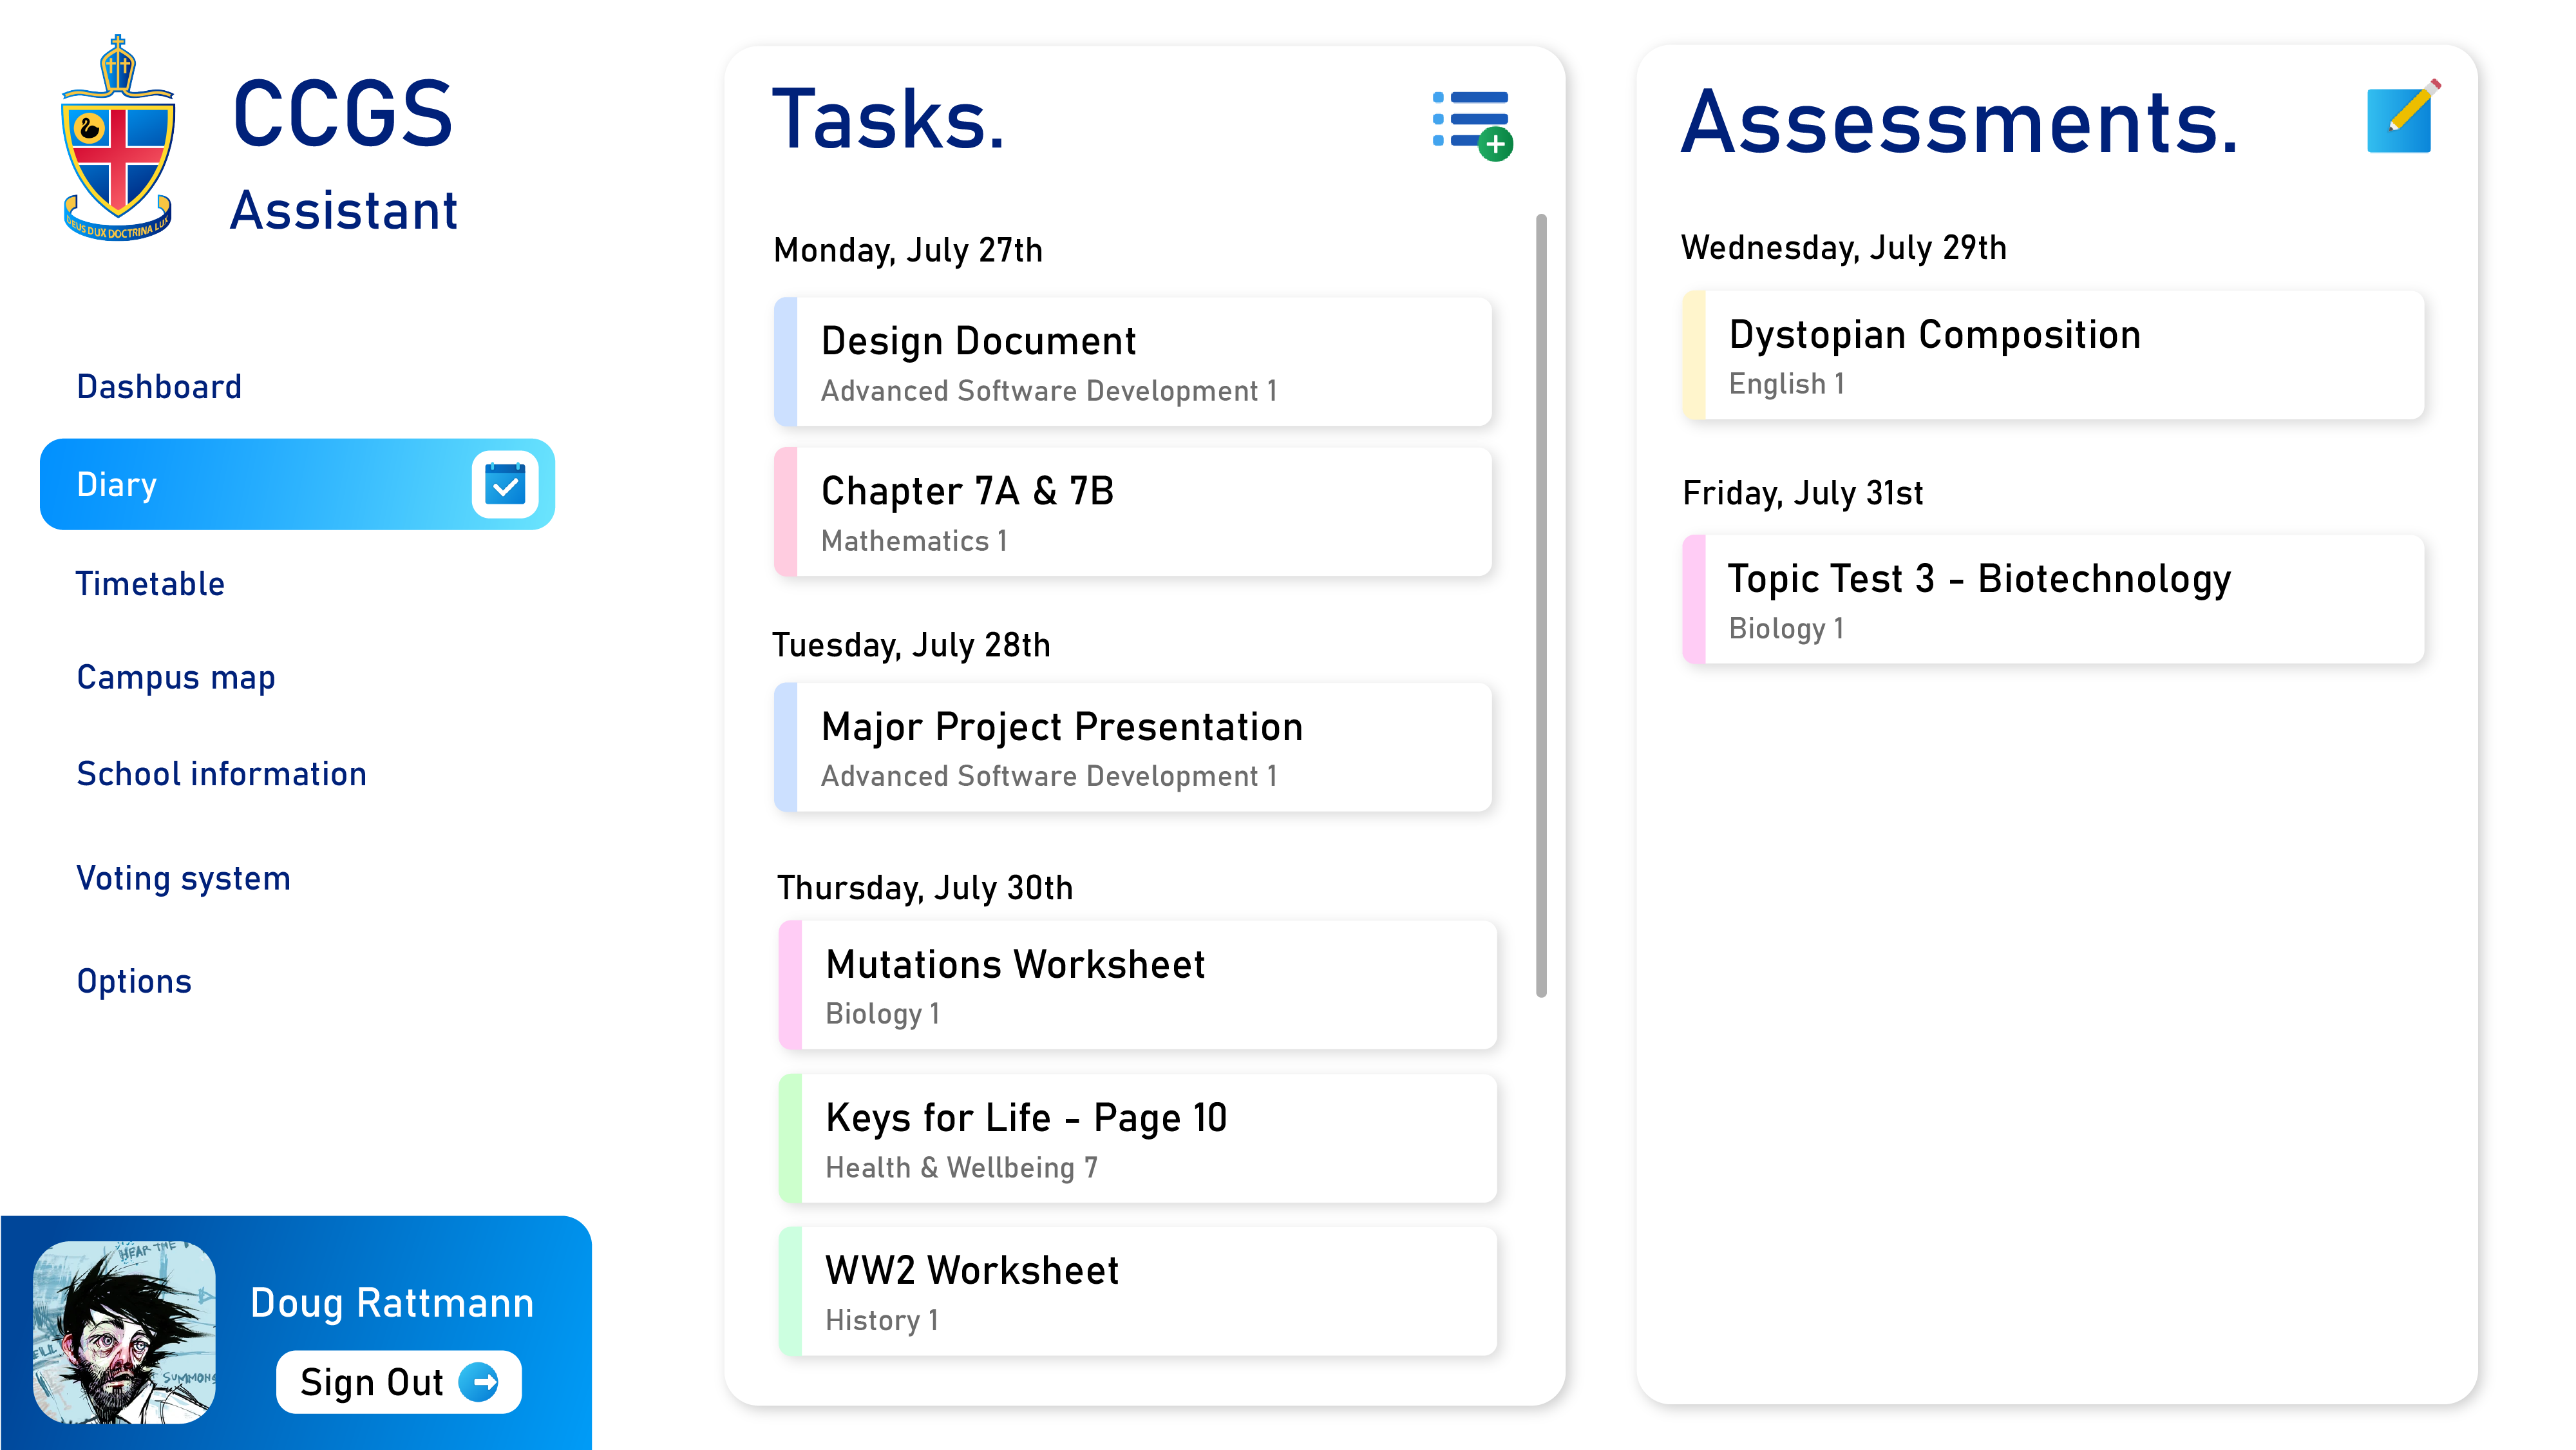 CCGS
Assistant
DEUS DUX DOCTRINA LUX
Dashboard
Diary
Timetable
Campus map
School information
Voting system
Options
HEAR THE
SUMMONS
Doug Rattmann
Sign Out
Tasks.
Monday, July 27th
Design Document
Advanced Software Development 1
Chapter 7A & 7B
Mathematics 1
Tuesday, July 28th
Major Project Presentation
Advanced Software Development 1
Thursday, July 30th
Mutations Worksheet
Biology 1
Keys for Life - Page 10
Health & Wellbeing 7
WW2 Worksheet
History 1
Assessments.
Wednesday, July 29th
Dystopian Composition
English 1
Friday, July 31st
Topic Test 3 - Biotechnology
Biology 1